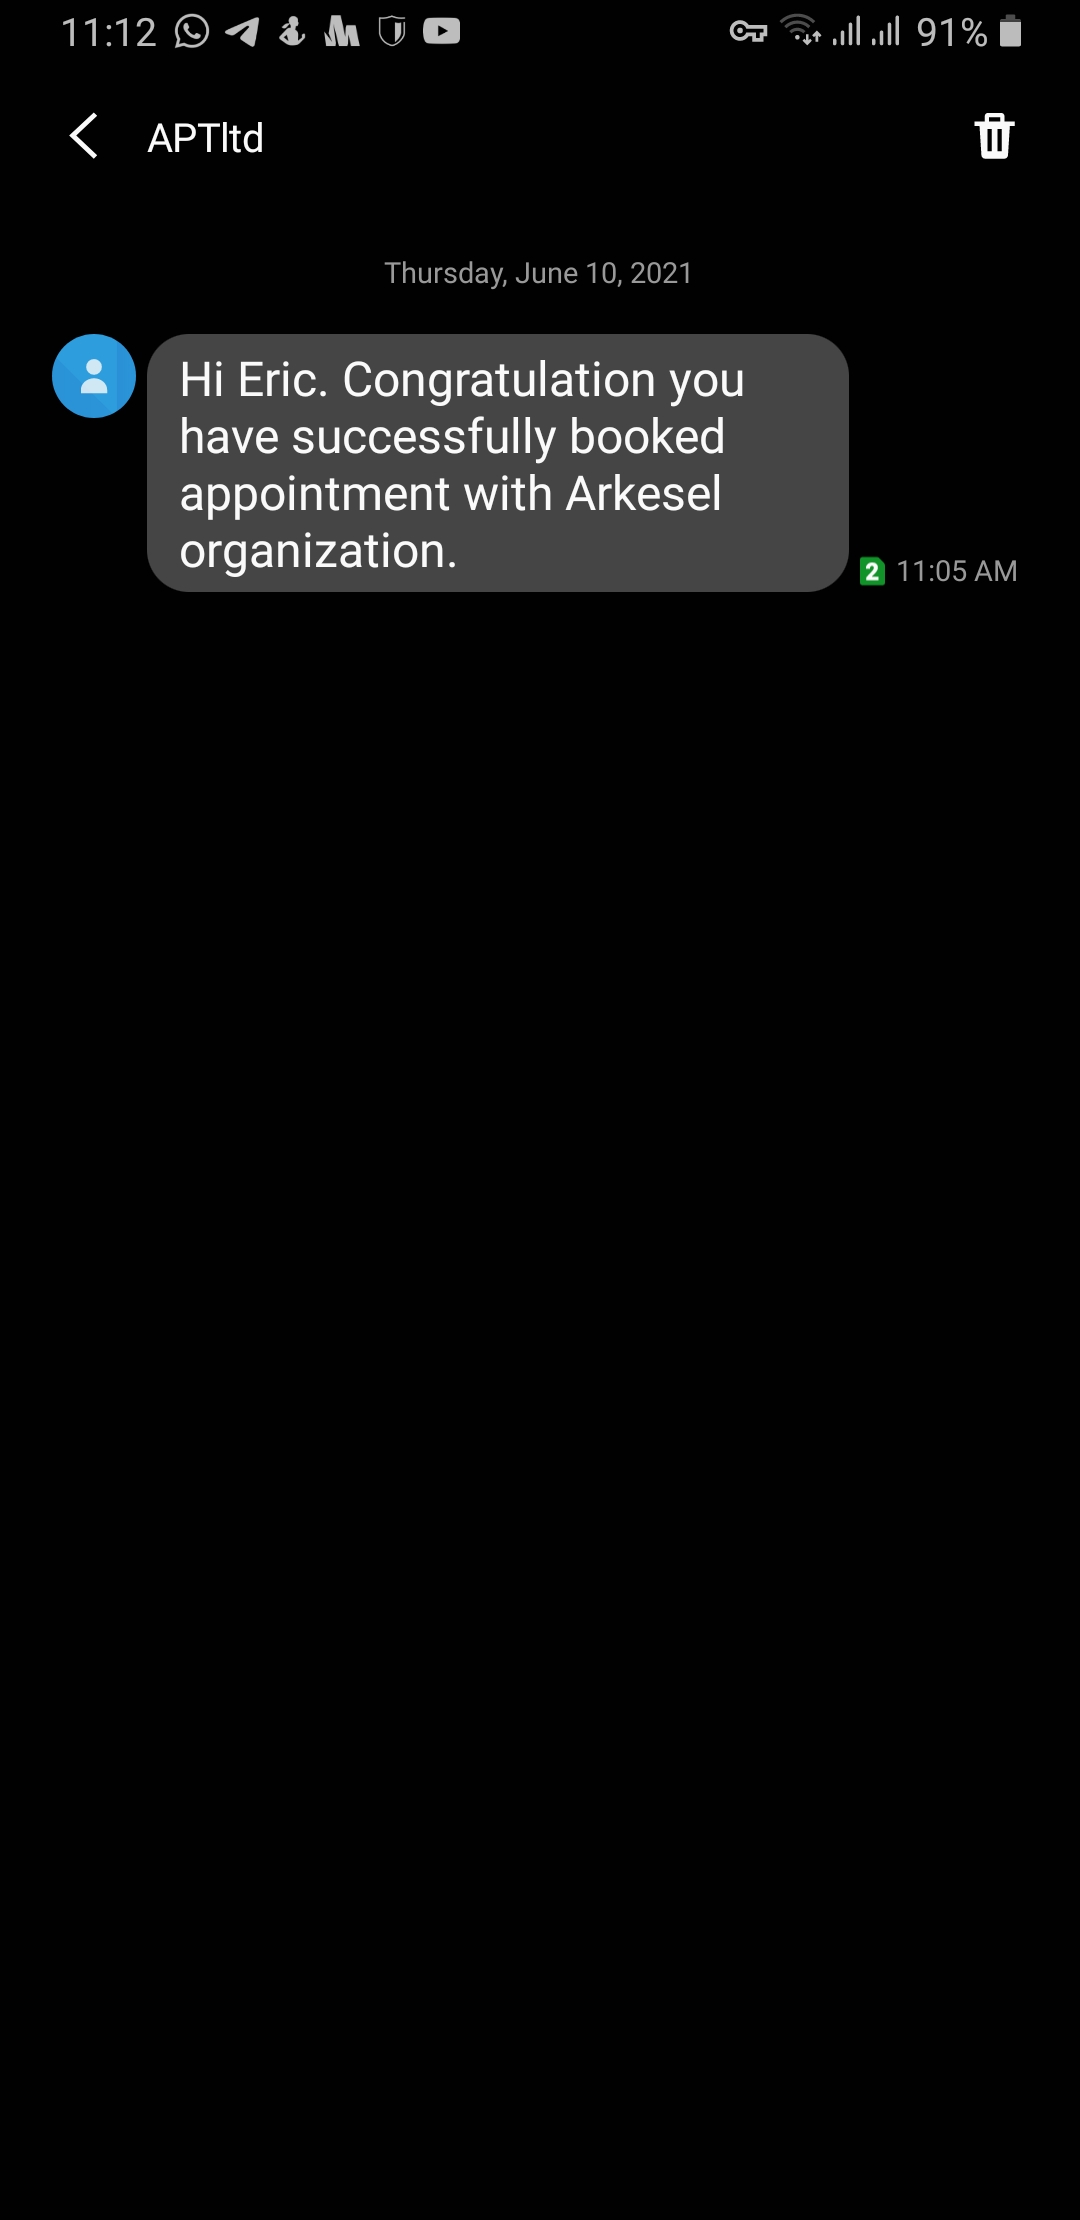 11:12 91%
APTltd
Thursday, June 10, 2021
Hi Eric. Congratulation you
have successfully booked
appointment with Arkesel
organization.
2 11:05 AM